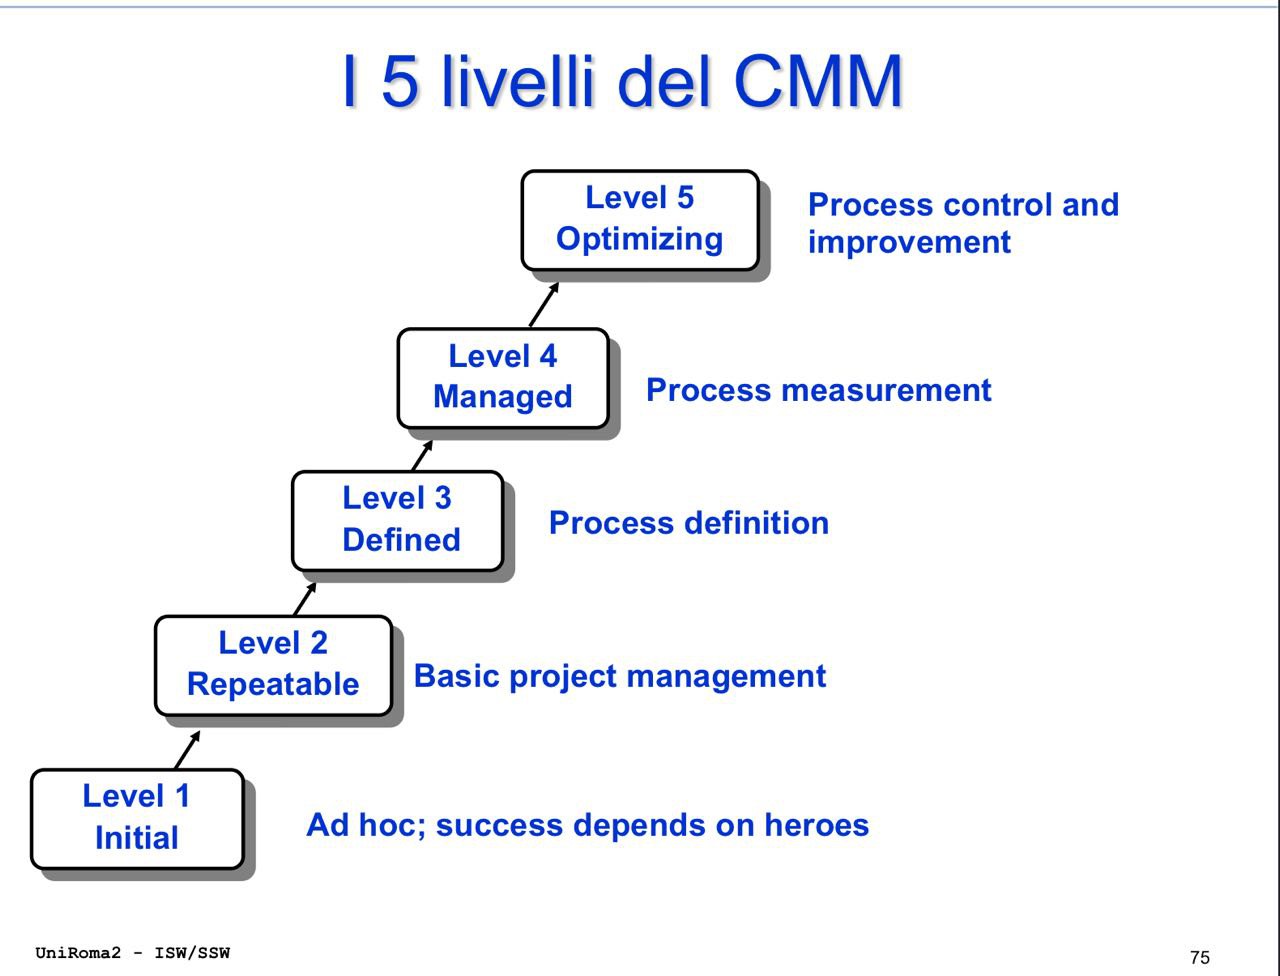 I 5 livelli del CMM
Level 5
Optimizing
Process control and
improvement
Level 4
Managed
Process measurement
Level 3
Defined
Process definition
Level 2
Repeatable
Basic project management
Level 1
Initial
Ad hoc; success depends on heroes
UniRoma2 - ISW/SSW
75